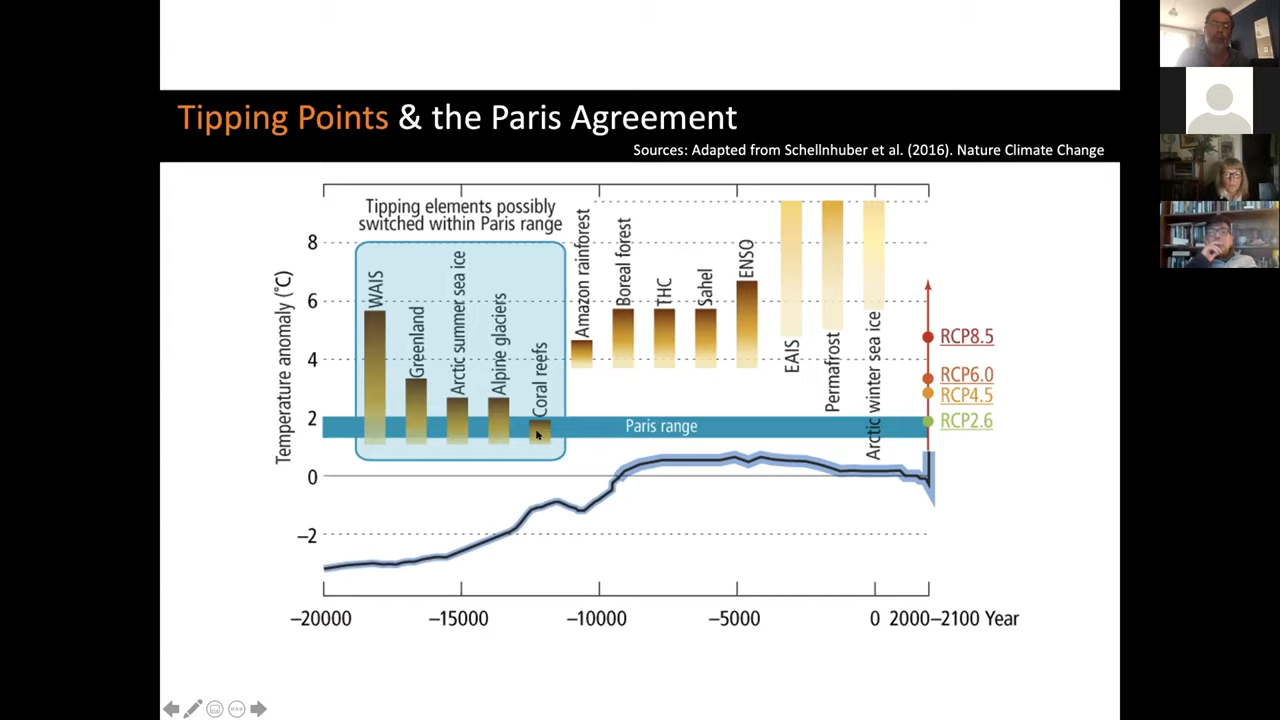 Tipping Points & the Paris Agreement
Sources: Adapted from Schellnhuber et al. (2016). Nature Climate Change
Tipping elements possibly
switched within Paris range
Temperature anomaly (°C)
8
6
4
2
0
–2
WAIS
Greenland
Arctic summer sea ice
Alpine glaciers
Coral reefs
Amazon rainforest
Boreal forest
THC
Sahel
ENSO
EAIS
Permafrost
Arctic winter sea ice
Paris range
RCP8.5
RCP6.0
RCP4.5
RCP2.6
–20000 –15000 –10000 –5000 0 2000–2100 Year